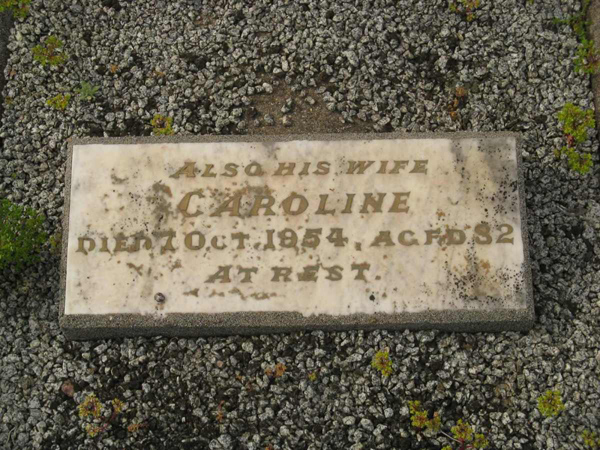 ALSO HIS WIFE
CAROLINE
DIED 7 OCT. 1954, AGED 82
AT REST